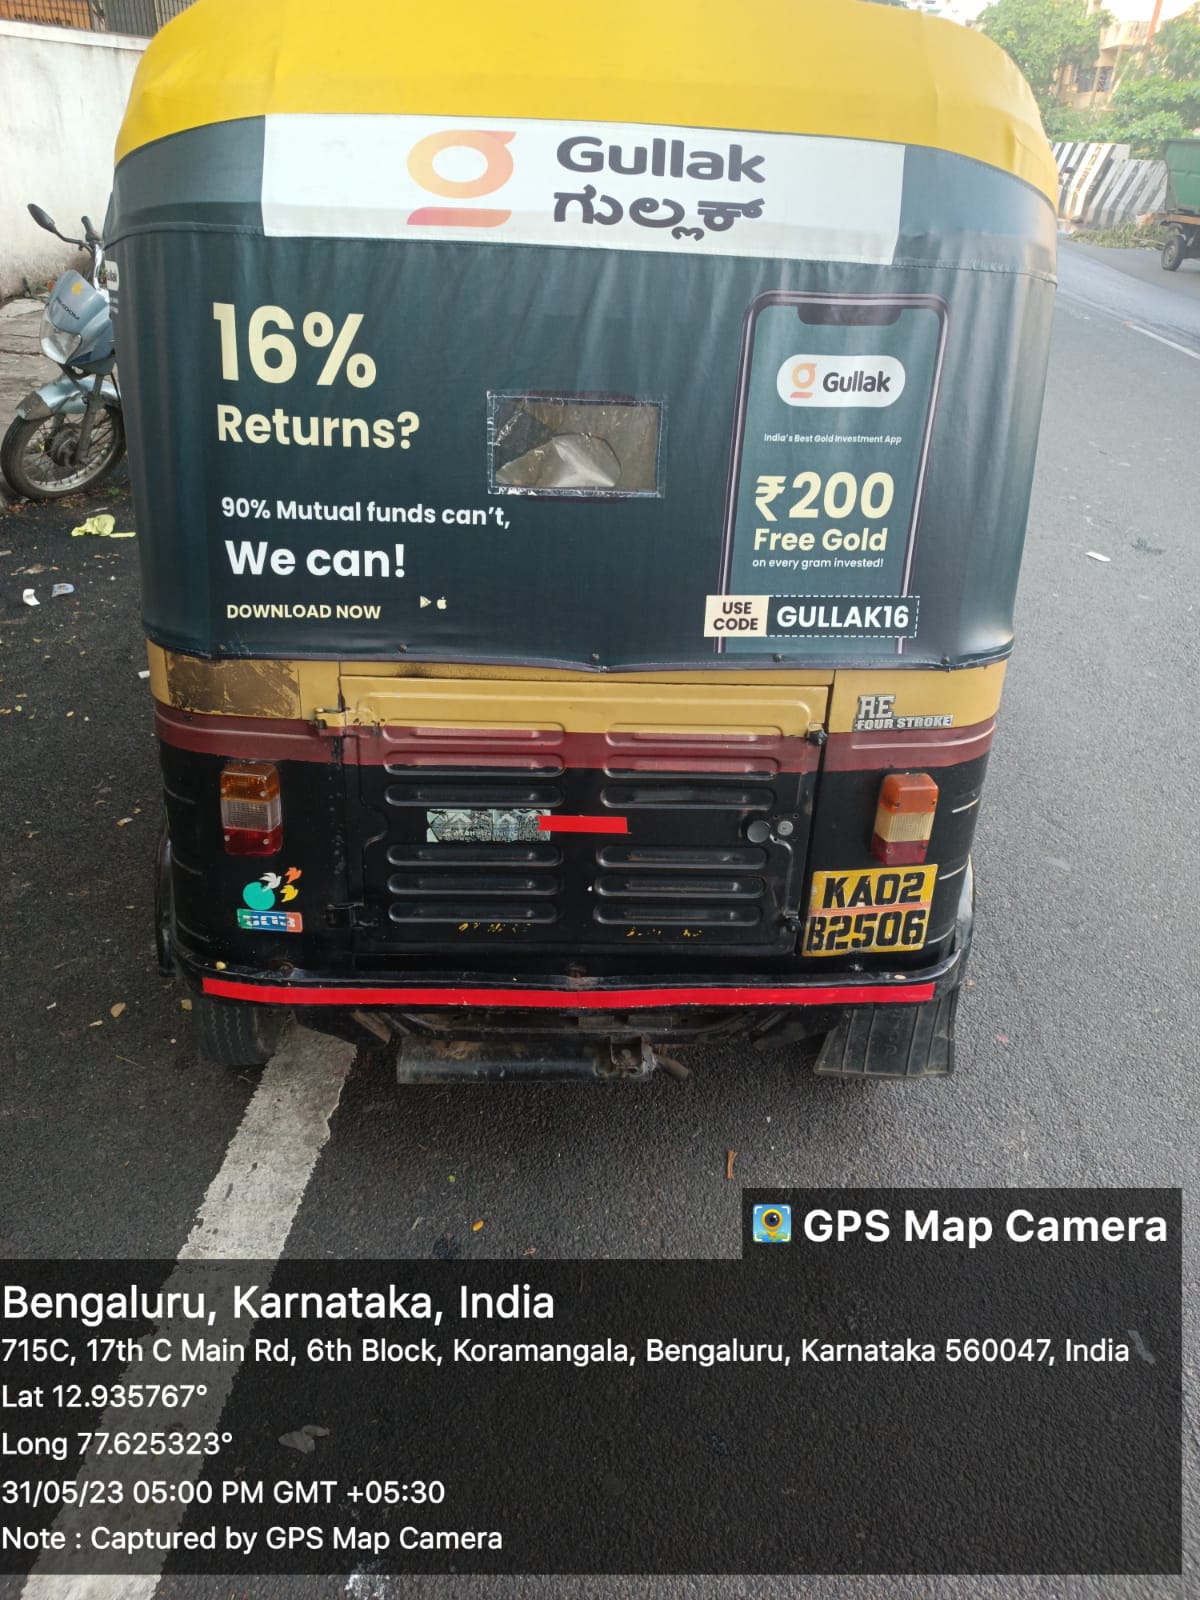 Gullak
ಗುಲ್ಲಕ್
16%
Returns?
90% Mutual funds can't,
We can!
DOWNLOAD NOW
Gullak
India's Best Gold Investment App
₹200
Free Gold
on every gram invested!
USE
CODE
GULLAK16
RE
FOUR STROKE
KA02
B2506
GPS Map Camera
Bengaluru, Karnataka, India
715C, 17th C Main Rd, 6th Block, Koramangala, Bengaluru, Karnataka 560047, India
Lat 12.935767°
Long 77.625323°
31/05/23 05:00 PM GMT +05:30
Note : Captured by GPS Map Camera